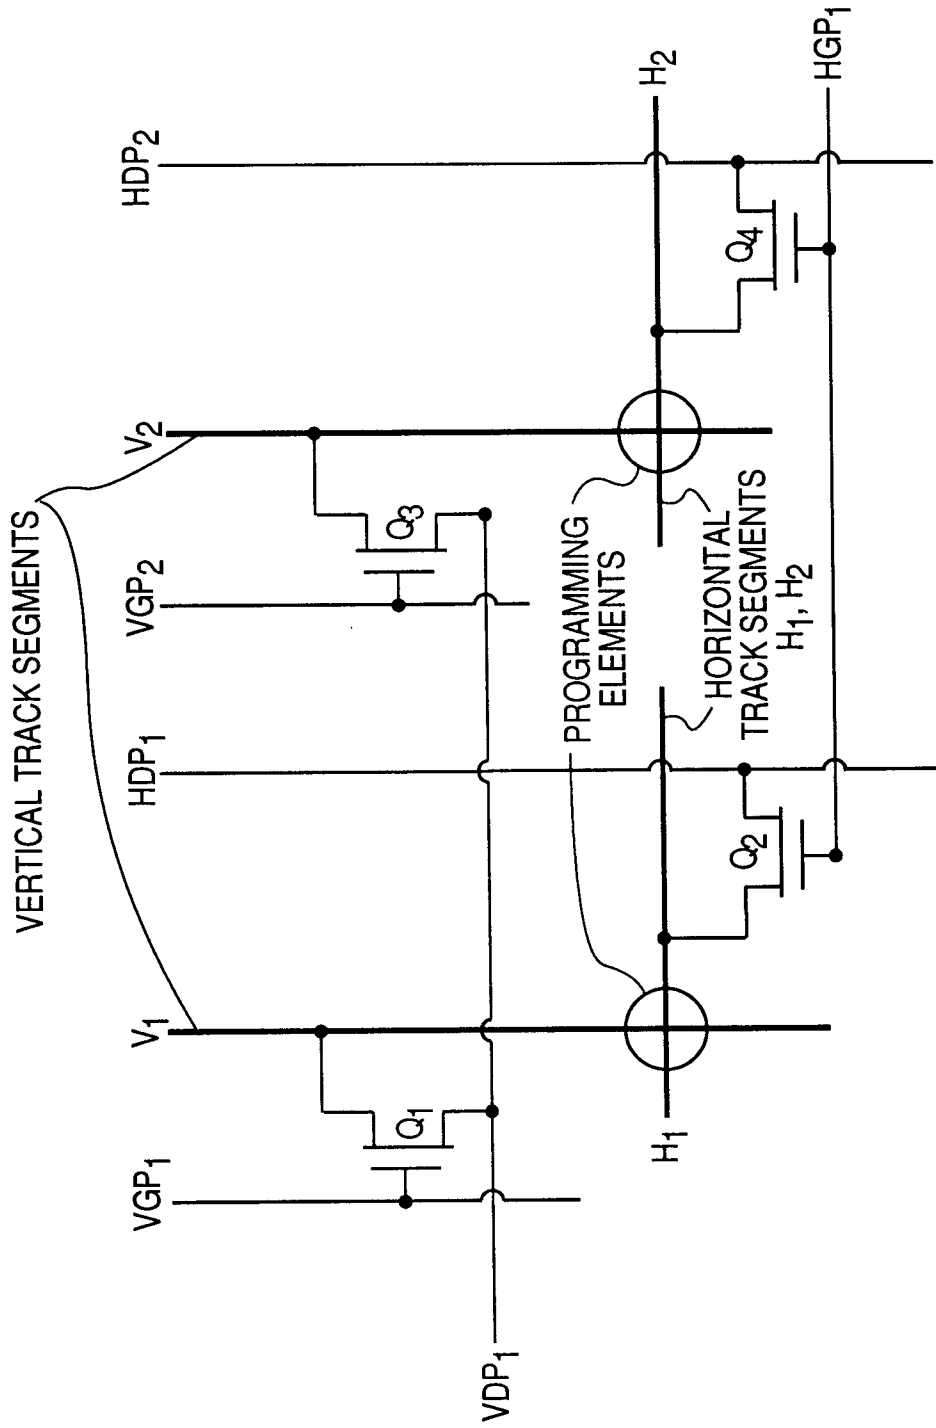 VERTICAL TRACK SEGMENTS
VGP1
V1
HDP1
VGP2
V2
HDP2
Q1
Q3
VDP1
PROGRAMMING
ELEMENTS
H1
H2
HORIZONTAL
TRACK SEGMENTS
H1, H2
Q2
Q4
HGP1